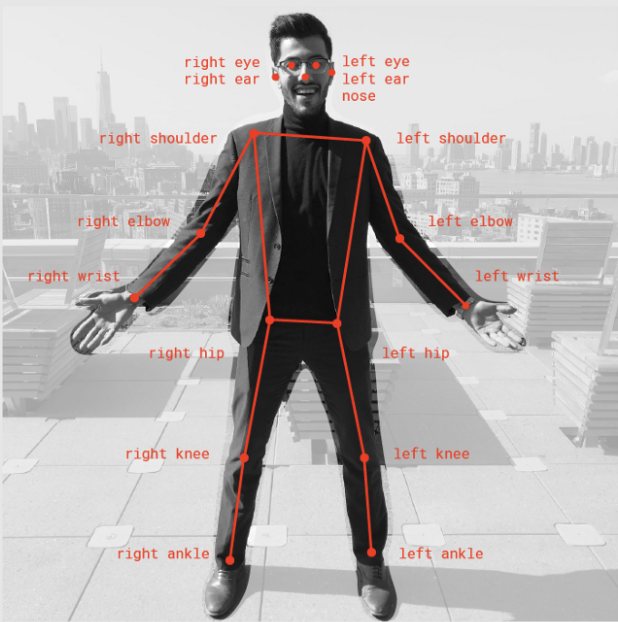 right eye left eye
right ear left ear
nose
right shoulder left shoulder
right elbow left elbow
right wrist left wrist
right hip left hip
right knee left knee
right ankle left ankle